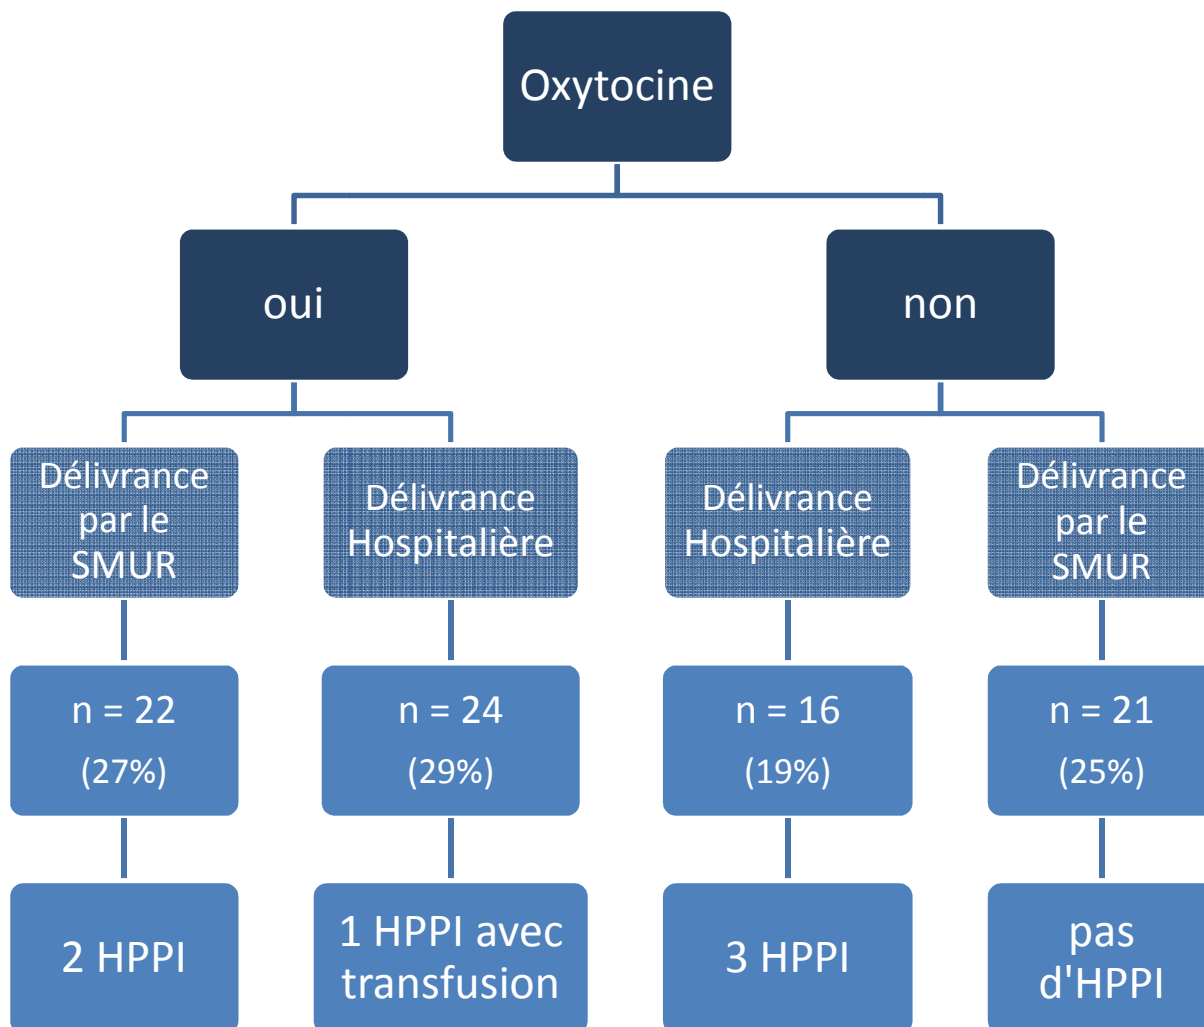 Oxytocine
oui
non
Délivrance
par le
SMUR
Délivrance
Hospitalière
Délivrance
Hospitalière
Délivrance
par le
SMUR
n = 22
(27%)
n = 24
(29%)
n = 16
(19%)
n = 21
(25%)
2 HPPI
1 HPPI avec
transfusion
3 HPPI
pas
d'HPPI